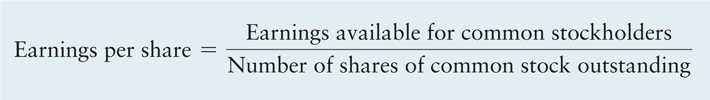 Earnings per share = Earnings available for common stockholders
Number of shares of common stock outstanding